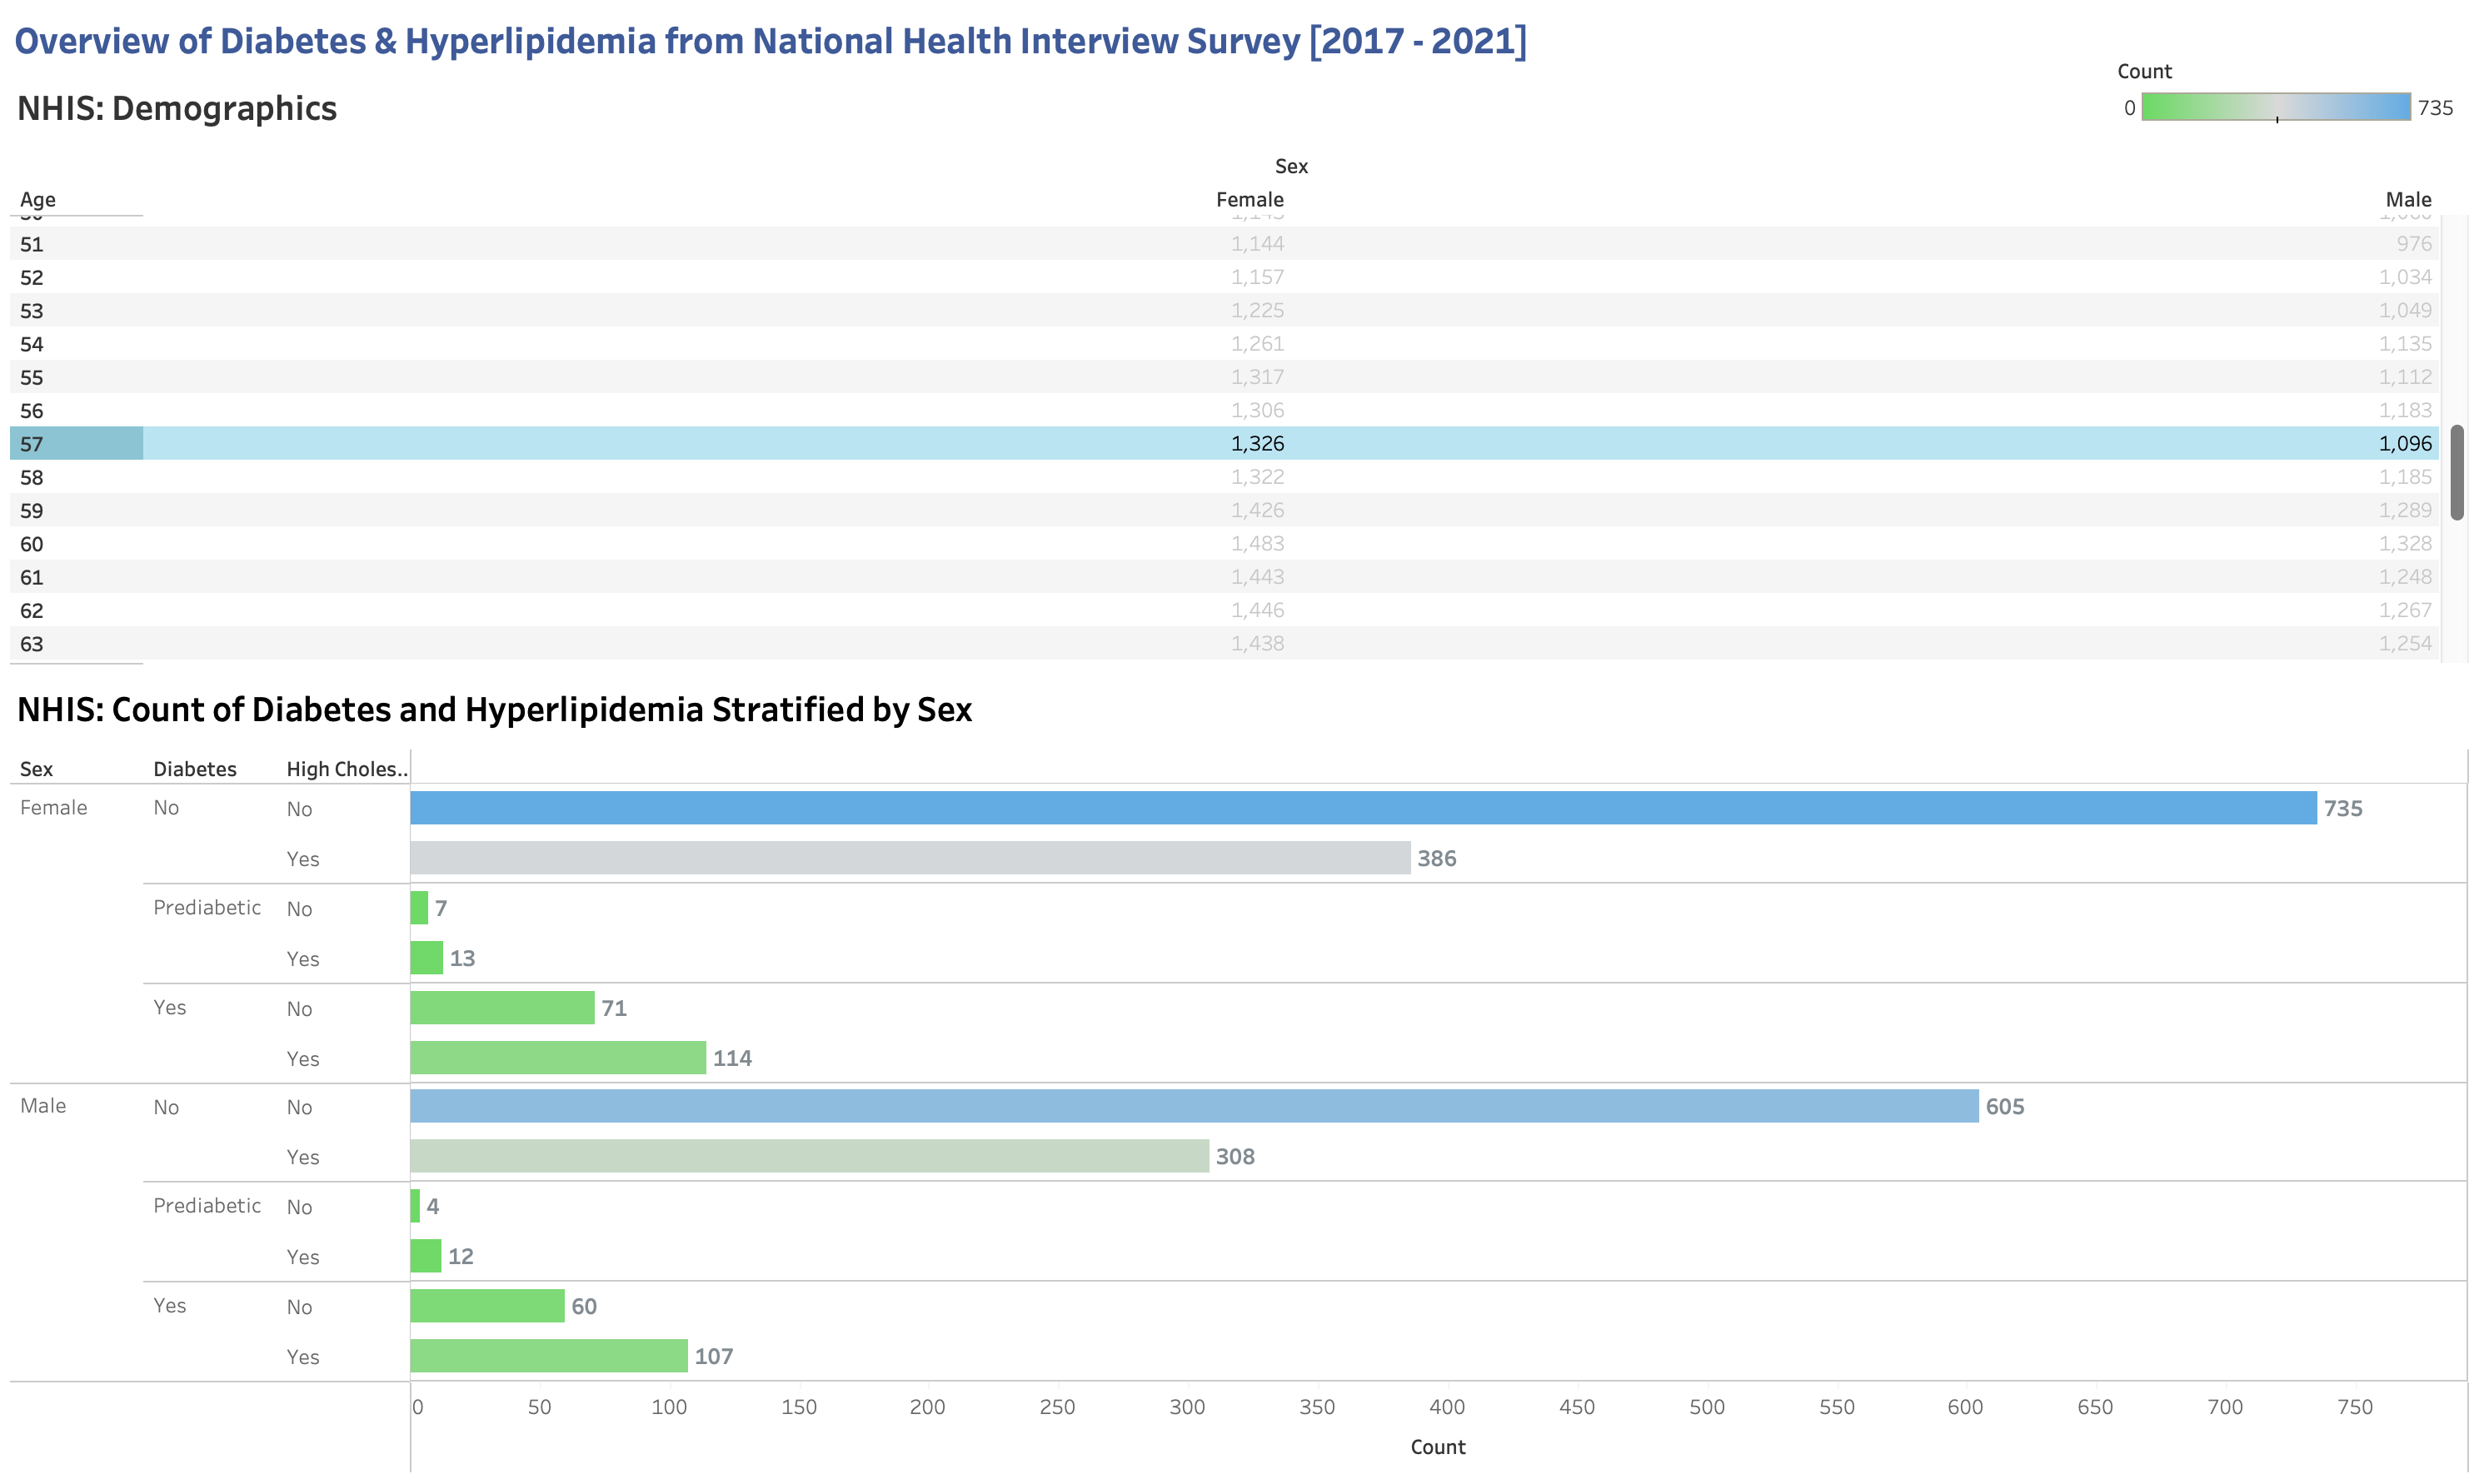 Overview of Diabetes & Hyperlipidemia from National Health Interview Survey [2017 - 2021]
Count
0 735
NHIS: Demographics
Sex
Age Female Male
51 1,144 976
52 1,157 1,034
53 1,225 1,049
54 1,261 1,135
55 1,317 1,112
56 1,306 1,183
57 1,326 1,096
58 1,322 1,185
59 1,426 1,289
60 1,483 1,328
61 1,443 1,248
62 1,446 1,267
63 1,438 1,254
NHIS: Count of Diabetes and Hyperlipidemia Stratified by Sex
Sex Diabetes High Choles..
Female No No 735
Yes 386
Prediabetic No 7
Yes 13
Yes No 71
Yes 114
Male No No 605
Yes 308
Prediabetic No 4
Yes 12
Yes No 60
Yes 107
0 50 100 150 200 250 300 350 400 450 500 550 600 650 700 750
Count